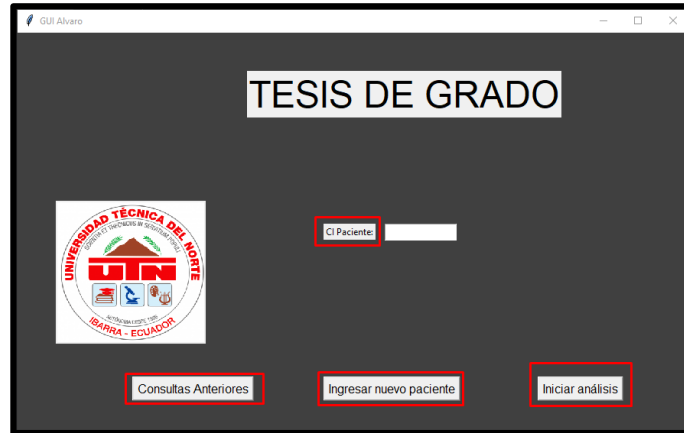 GUI Alvaro
TESIS DE GRADO
CI Paciente:
UNIVERSIDAD TÉCNICA DEL NORTE
UTN
IBARRA - ECUADOR
Consultas Anteriores
Ingresar nuevo paciente
Iniciar análisis